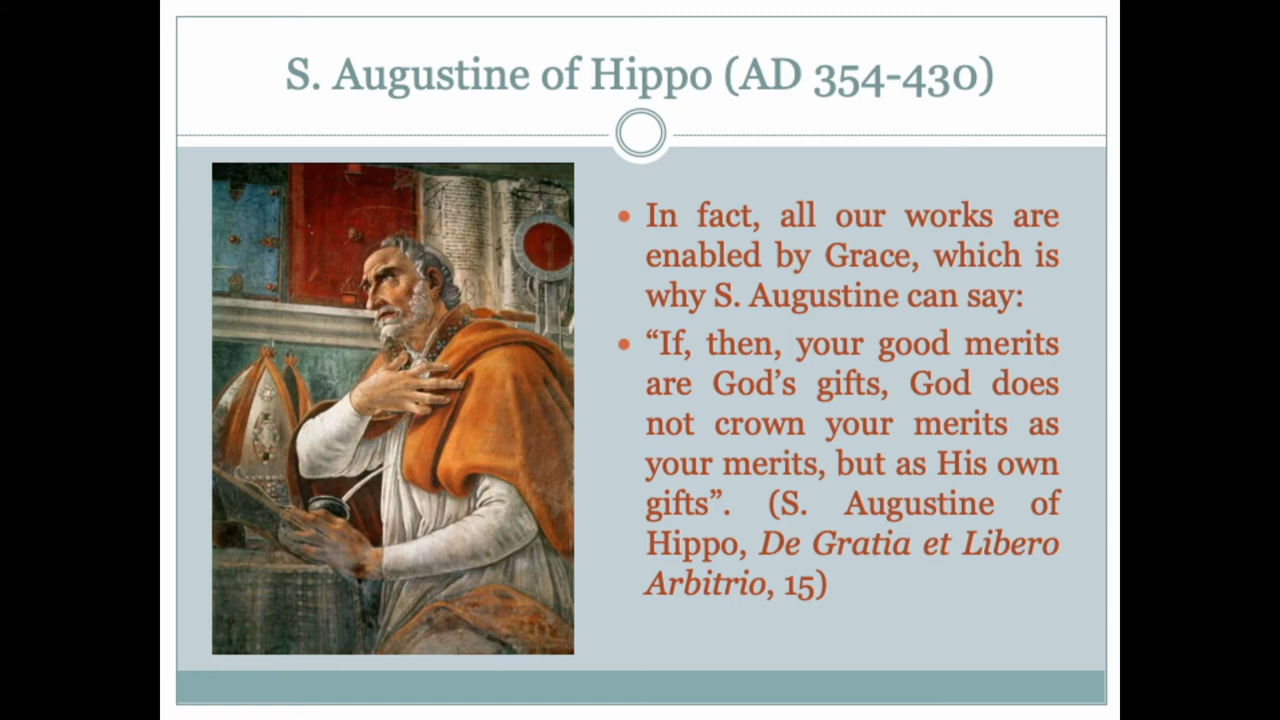 S. Augustine of Hippo (AD 354-430)
• In fact, all our works are
enabled by Grace, which is
why S. Augustine can say:
• “If, then, your good merits
are God’s gifts, God does
not crown your merits as
your merits, but as His own
gifts”. (S. Augustine of
Hippo, De Gratia et Libero
Arbitrio, 15)